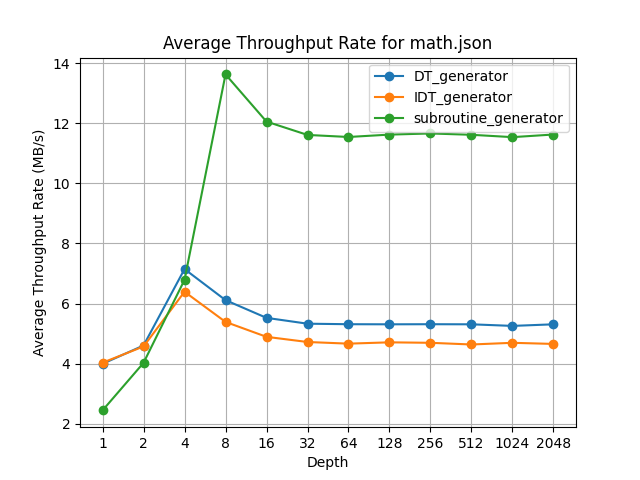 Average Throughput Rate for math.json
14
12
10
8
6
4
2
Average Throughput Rate (MB/s)
DT_generator
IDT_generator
subroutine_generator
1 2 4 8 16 32 64 128 256 512 1024 2048
Depth